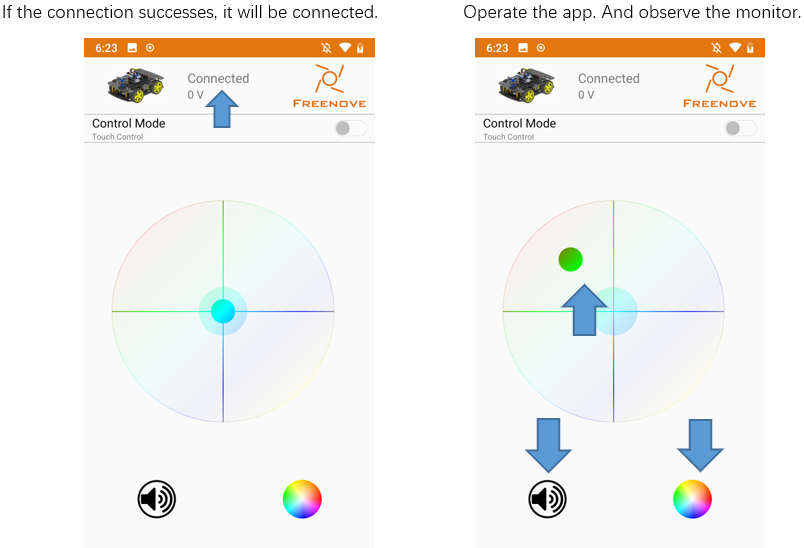 If the connection successes, it will be connected.
Operate the app. And observe the monitor.
6:23
Connected
0 V
FREENOVE
Control Mode
Touch Control
6:23
Connected
0 V
FREENOVE
Control Mode
Touch Control